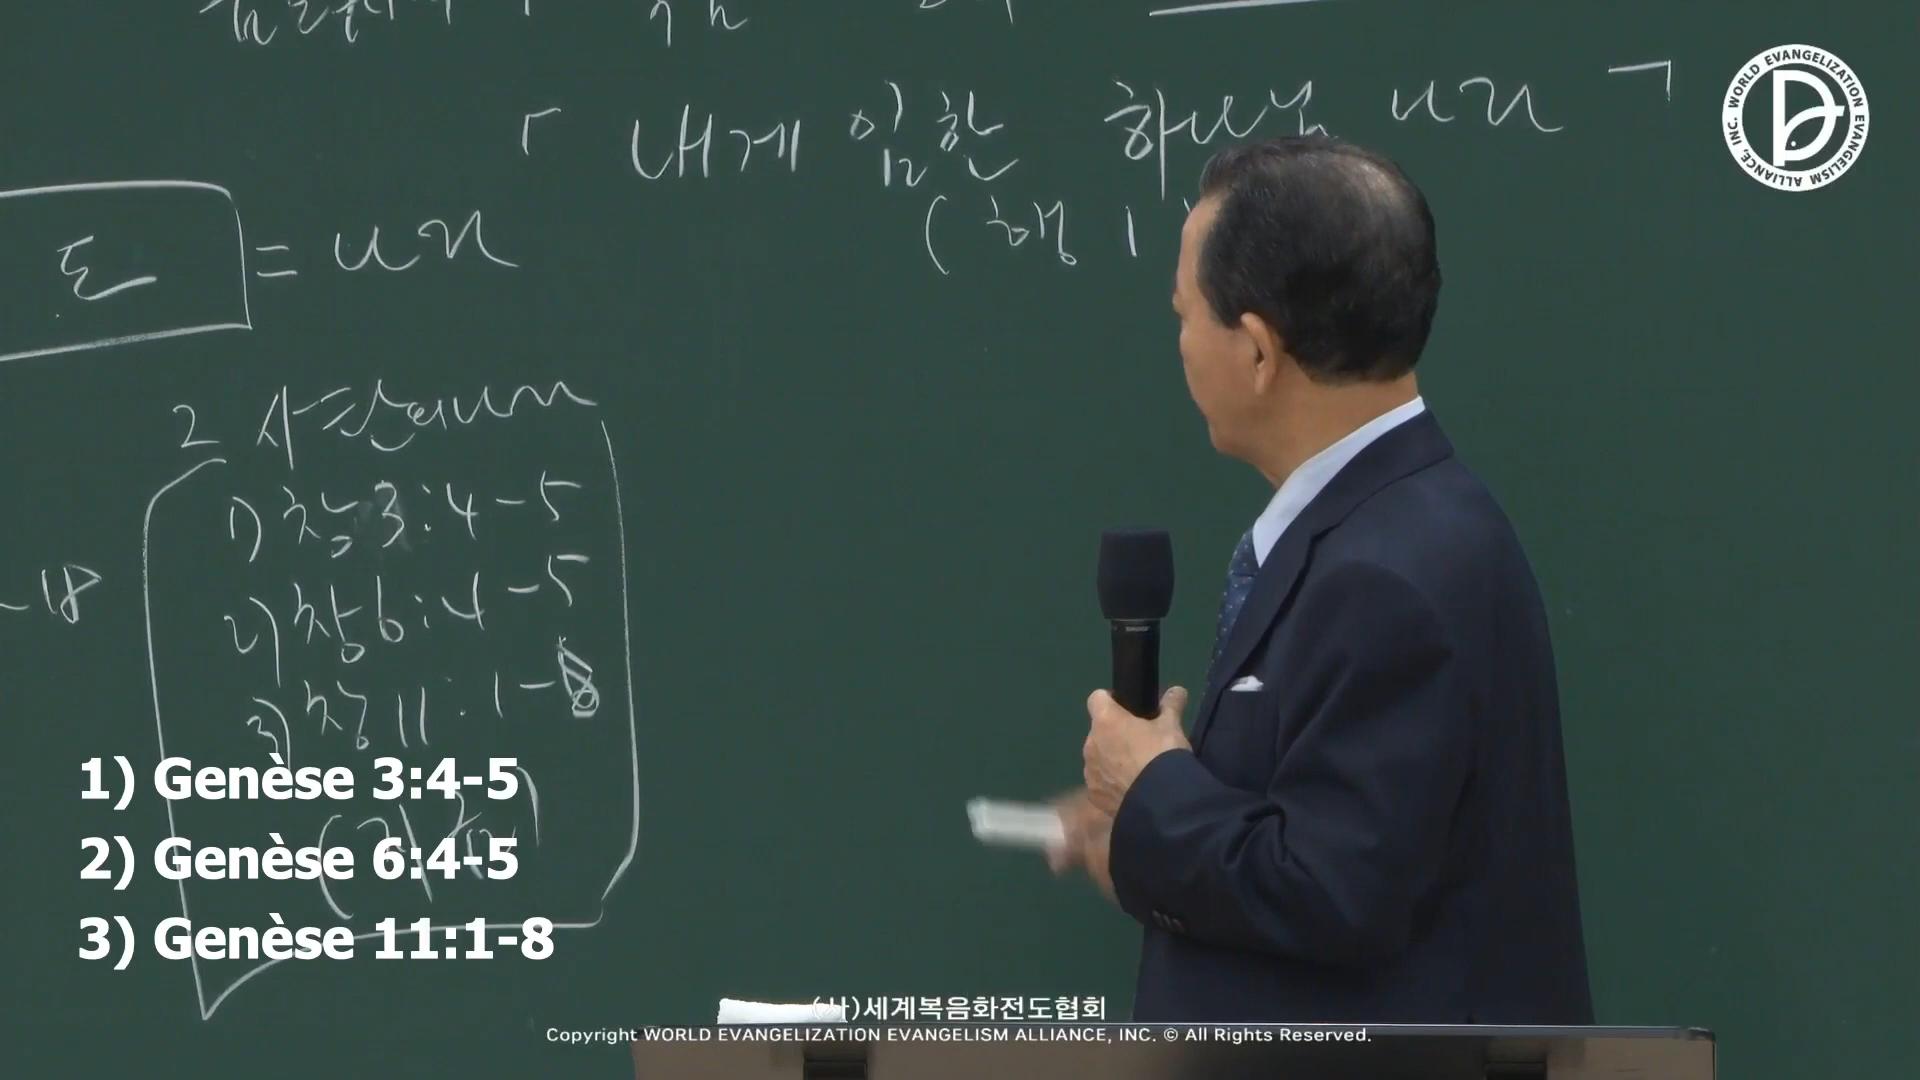 「 내게 임한 하나님 나라 ㄱ
(행 1
= 나라
2 사탄의 나라
1) 창 3:4-5
2) 창 6:4-5
-18
3) 창 11:1-8
1) Genèse 3:4-5
2) Genèse 6:4-5
3) Genèse 11:1-8
WORLD EVANGELIZATION EVANGELISM ALLIANCE, INC.
(사)세계복음화전도협회
Copyright WORLD EVANGELIZATION EVANGELISM ALLIANCE, INC. © All Rights Reserved.